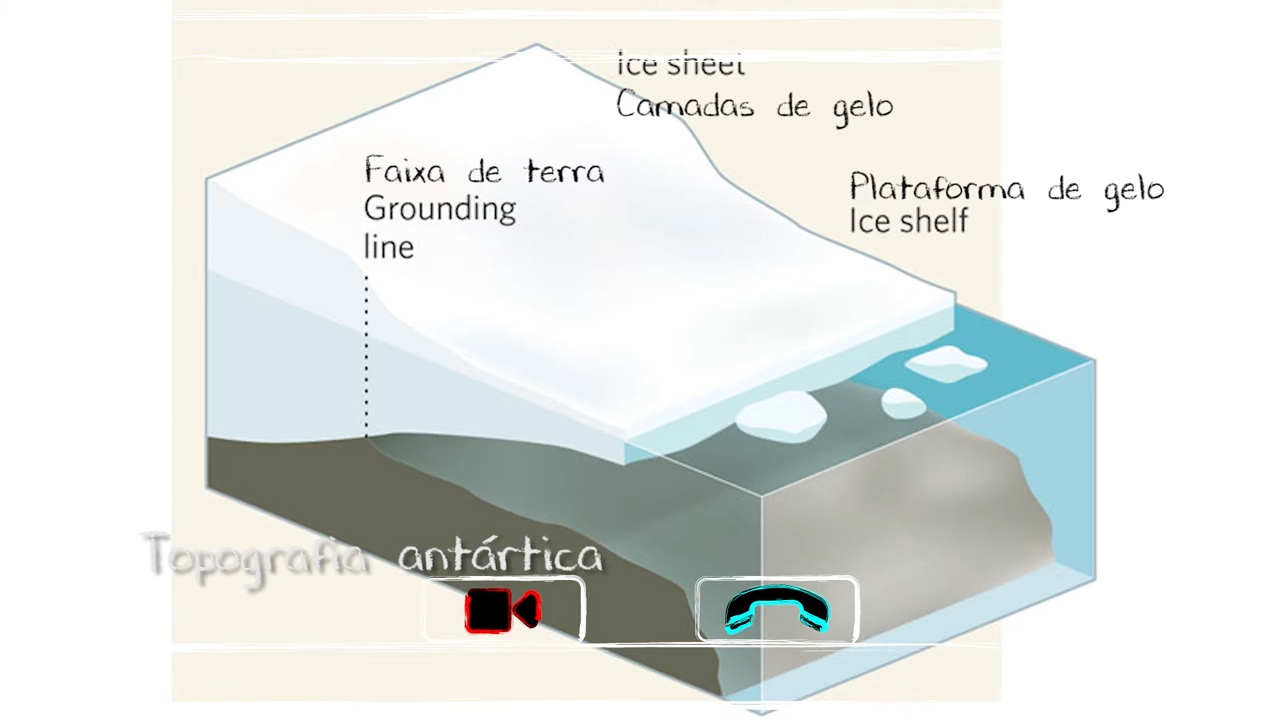 Ice sheet
Camadas de gelo
Faixa de terra
Grounding
line
Plataforma de gelo
Ice shelf
Topografia antártica